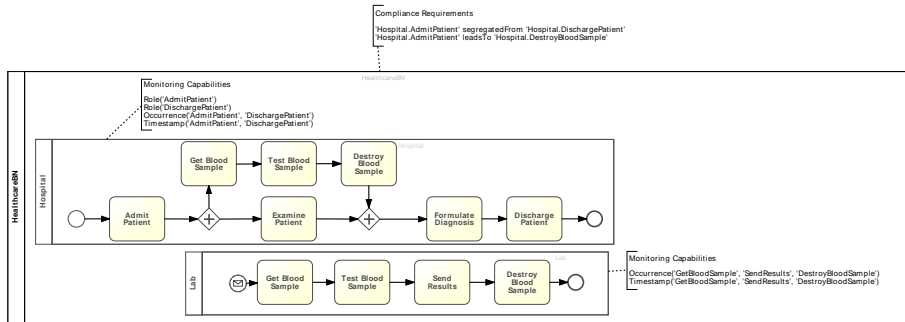 Compliance Requirements
'Hospital.AdmitPatient' segregatedFrom 'Hospital.DischargePatient'
'Hospital.AdmitPatient' leadsTo 'Hospital.DestroyBloodSample'
HealthcareBN
HealthcareBN
Monitoring Capabilities
Role('AdmitPatient')
Role('DischargePatient')
Occurrence('AdmitPatient', 'DischargePatient')
Timestamp('AdmitPatient', 'DischargePatient')
Hospital
Hospital
Get Blood
Sample
Test Blood
Sample
Destroy
Blood
Sample
Admit
Patient
Examine
Patient
Formulate
Diagnosis
Discharge
Patient
Lab
Lab
Get Blood
Sample
Test Blood
Sample
Send
Results
Destroy
Blood
Sample
Monitoring Capabilities
Occurrence('GetBloodSample', 'SendResults', 'DestroyBloodSample')
Timestamp('GetBloodSample', 'SendResults', 'DestroyBloodSample')